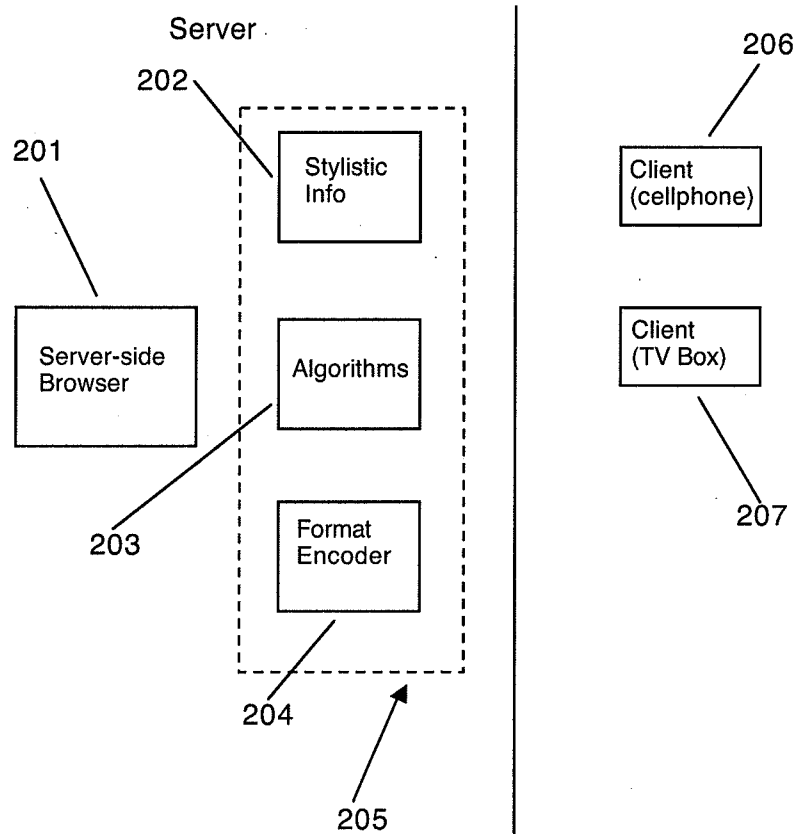 Server
202
206
201
Stylistic
Info
Client
(cellphone)
Server-side
Browser
Algorithms
Client
(TV Box)
203
Format
Encoder
207
204
205